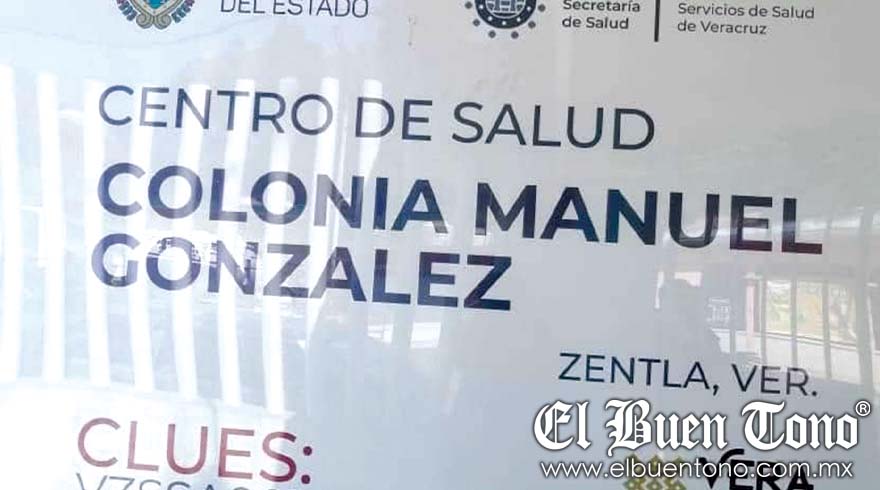 DEL ESTADO
Secretaría
de Salud
Servicios de Salud
de Veracruz
CENTRO DE SALUD
COLONIA MANUEL
GONZALEZ
ZENTLA, VER.
CLUES:
El Buen Tono®
www.elbuentono.com.mx
VERA